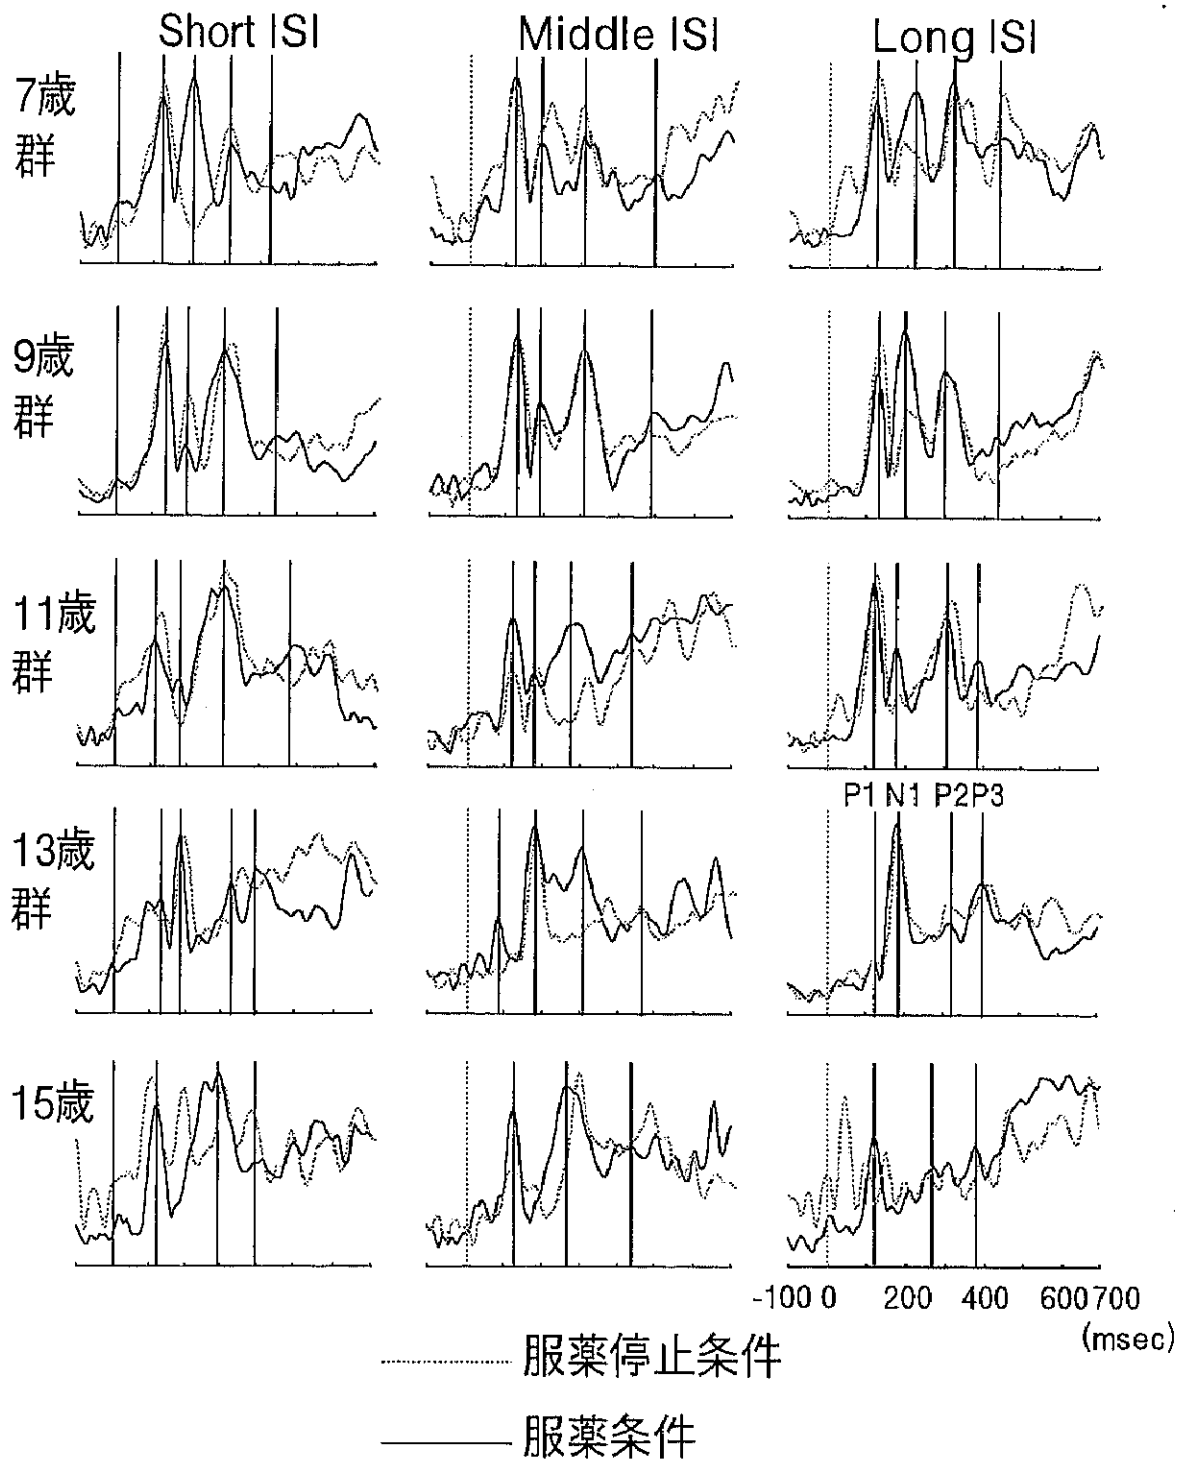 Short ISI Middle ISI Long ISI
7歳
群
9歳
群
11歳
群
P1 N1 P2 P3
13歳
群
15歳
-100 0 200 400 600 700
(msec)
服薬停止条件
服薬条件